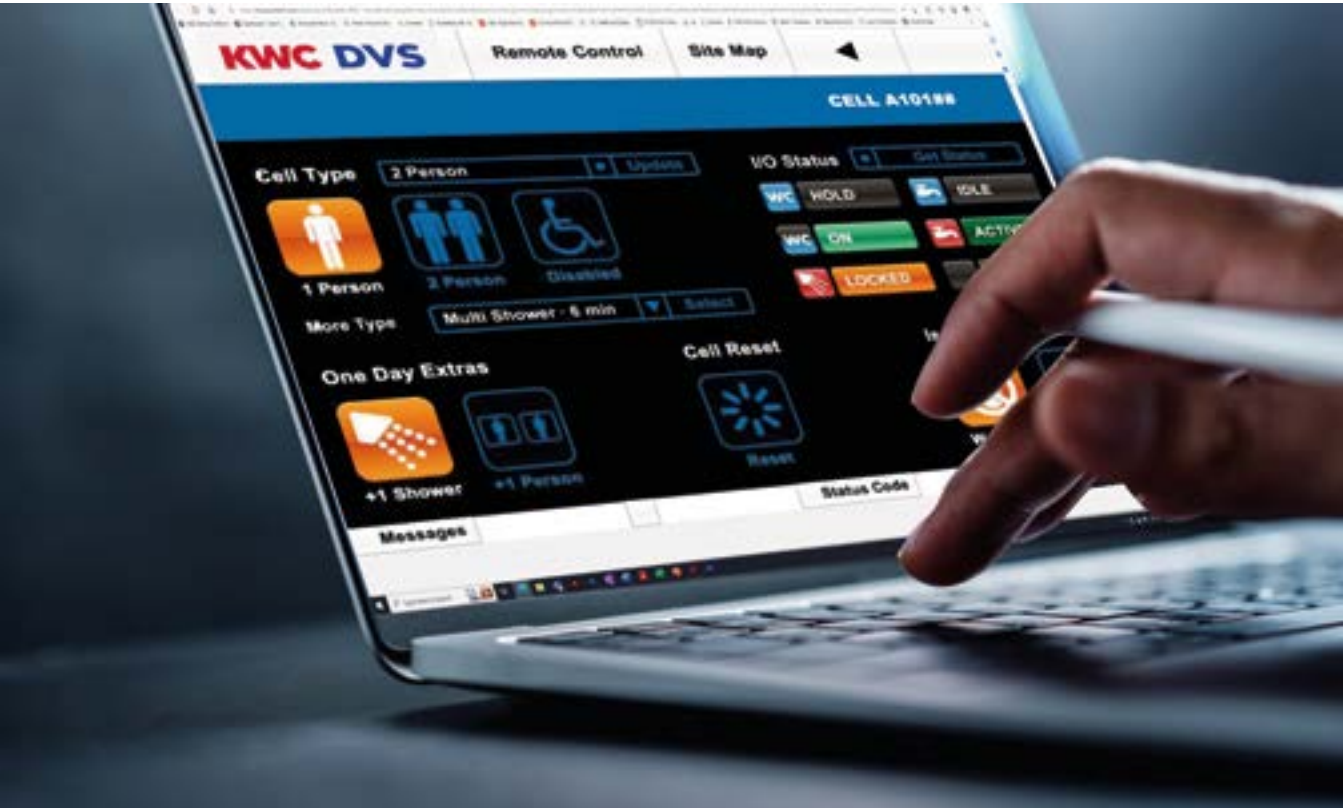 KWC DVS Remote Control Site Map
CELL A10188
Cell Type 2 Person Update I/O Status Get Status
WC HOLD IDLE
WC ON
LOCKED
1 Person 2 Person Disabled
More Type Multi Shower - 6 min Select
One Day Extras Cell Reset
+1 Shower +1 Person Reset
Messages Status Code